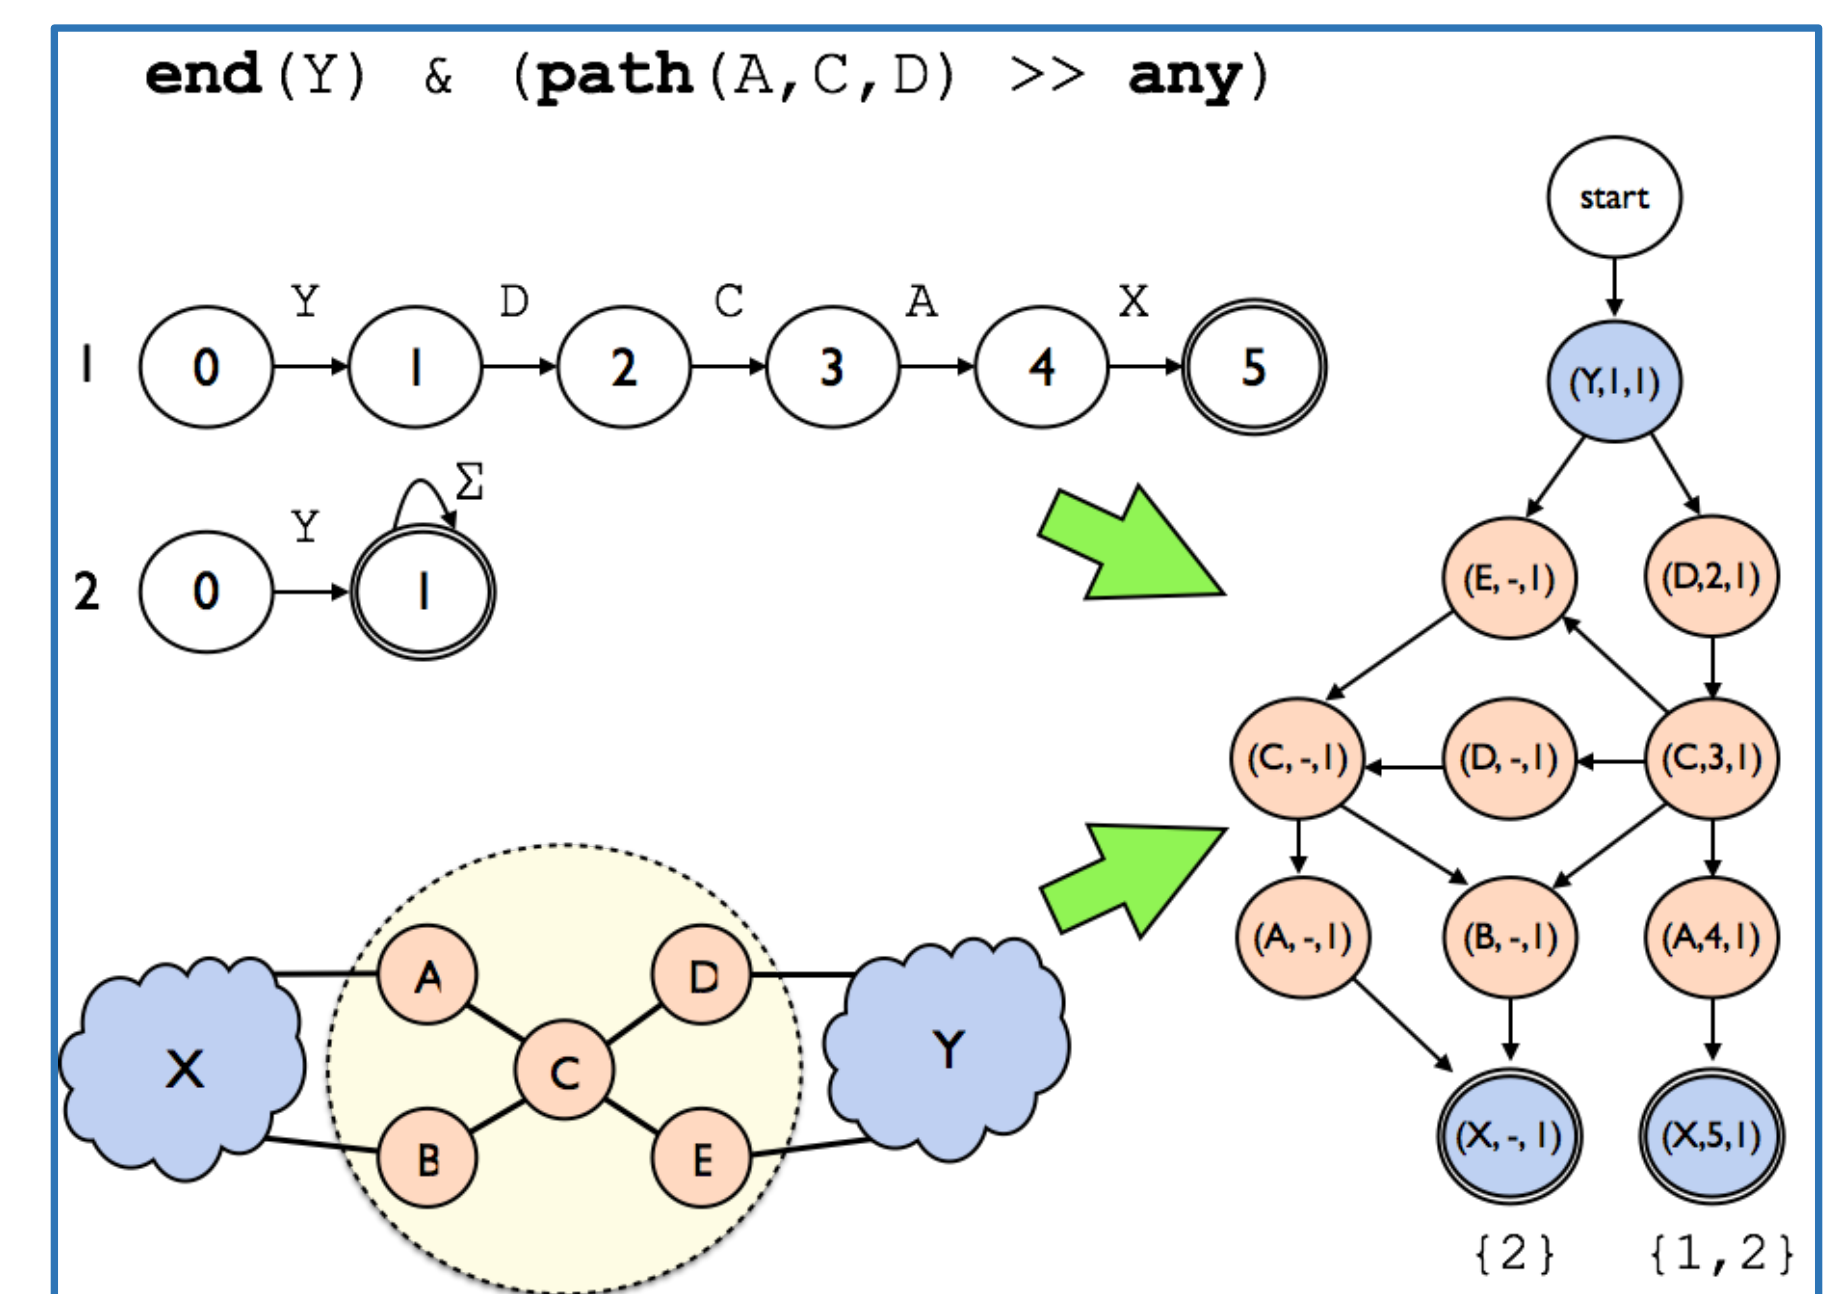 end(Y) & (path(A,C,D) >> any)
start
Y D C A X
1 0 1 2 3 4 5
(Y,1,1)
Σ
Y
2 0 1
(E,-,1) (D,2,1)
(C,-,1) (D,-,1) (C,3,1)
(A,-,1) (B,-,1) (A,4,1)
A D
X C Y
B E
(X,-,1) (X,5,1)
{2} {1,2}